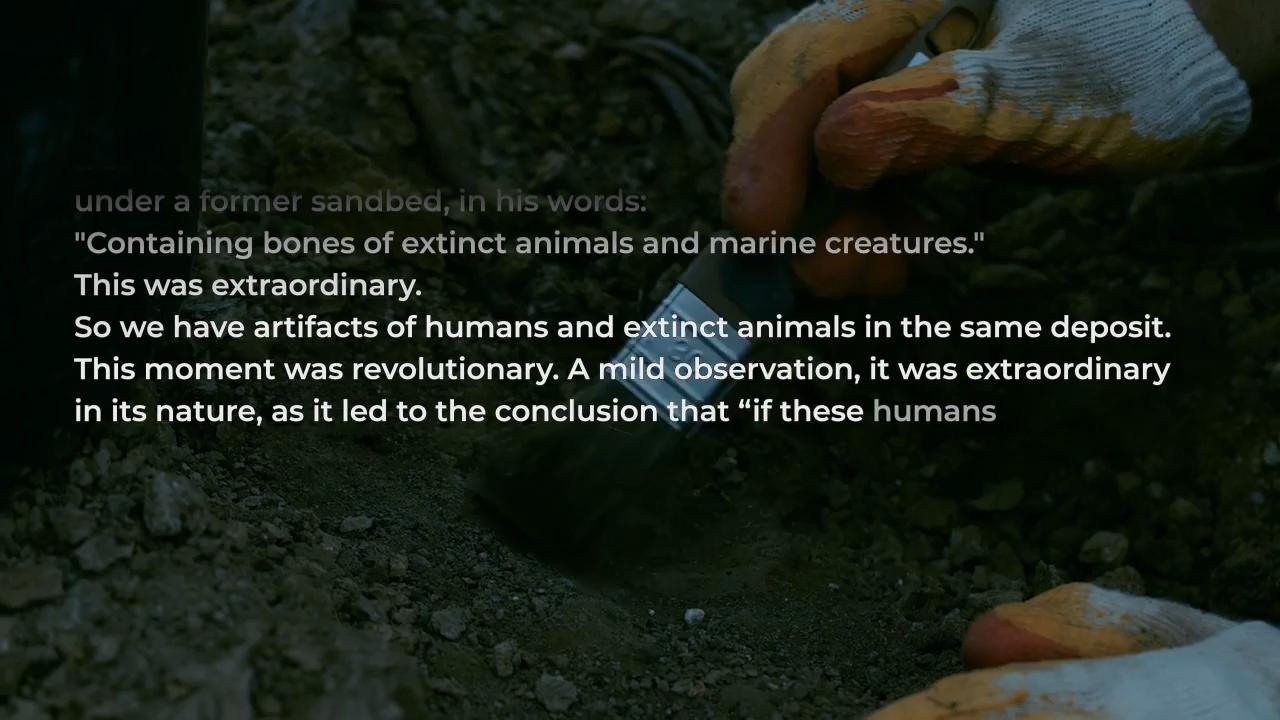 under a former sandbed, in his words:
"Containing bones of extinct animals and marine creatures."
This was extraordinary.
So we have artifacts of humans and extinct animals in the same deposit.
This moment was revolutionary. A mild observation, it was extraordinary
in its nature, as it led to the conclusion that “if these humans